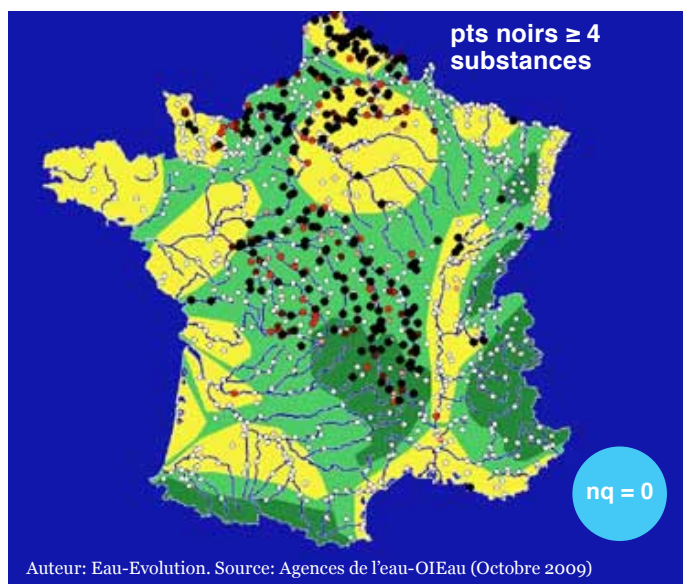 pts noirs ≥ 4
substances
nq = 0
Auteur: Eau-Evolution. Source: Agences de l'eau-OIEau (Octobre 2009)